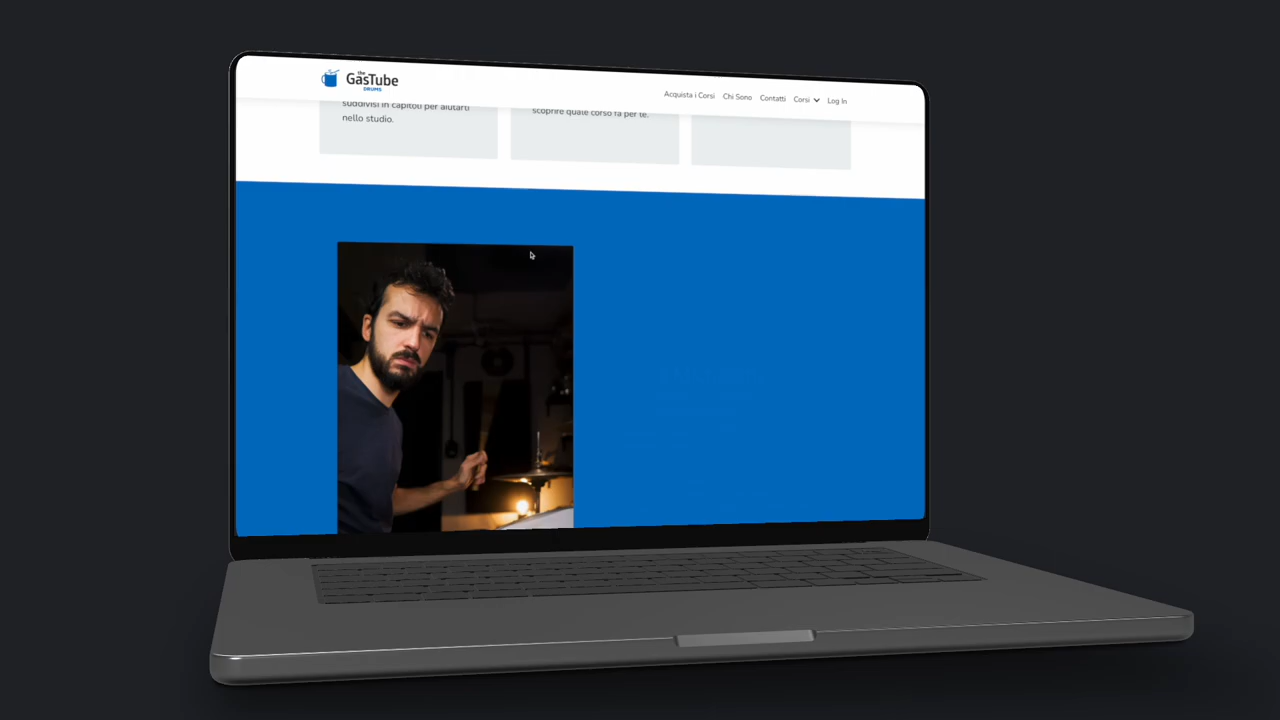 the
GasTube
DRUMS
Acquista i Corsi
Chi Sono
Contatti
Corsi
Log In
suddivisi in capitoli per aiutarti
nello studio.
scoprire quale corso fa per te.